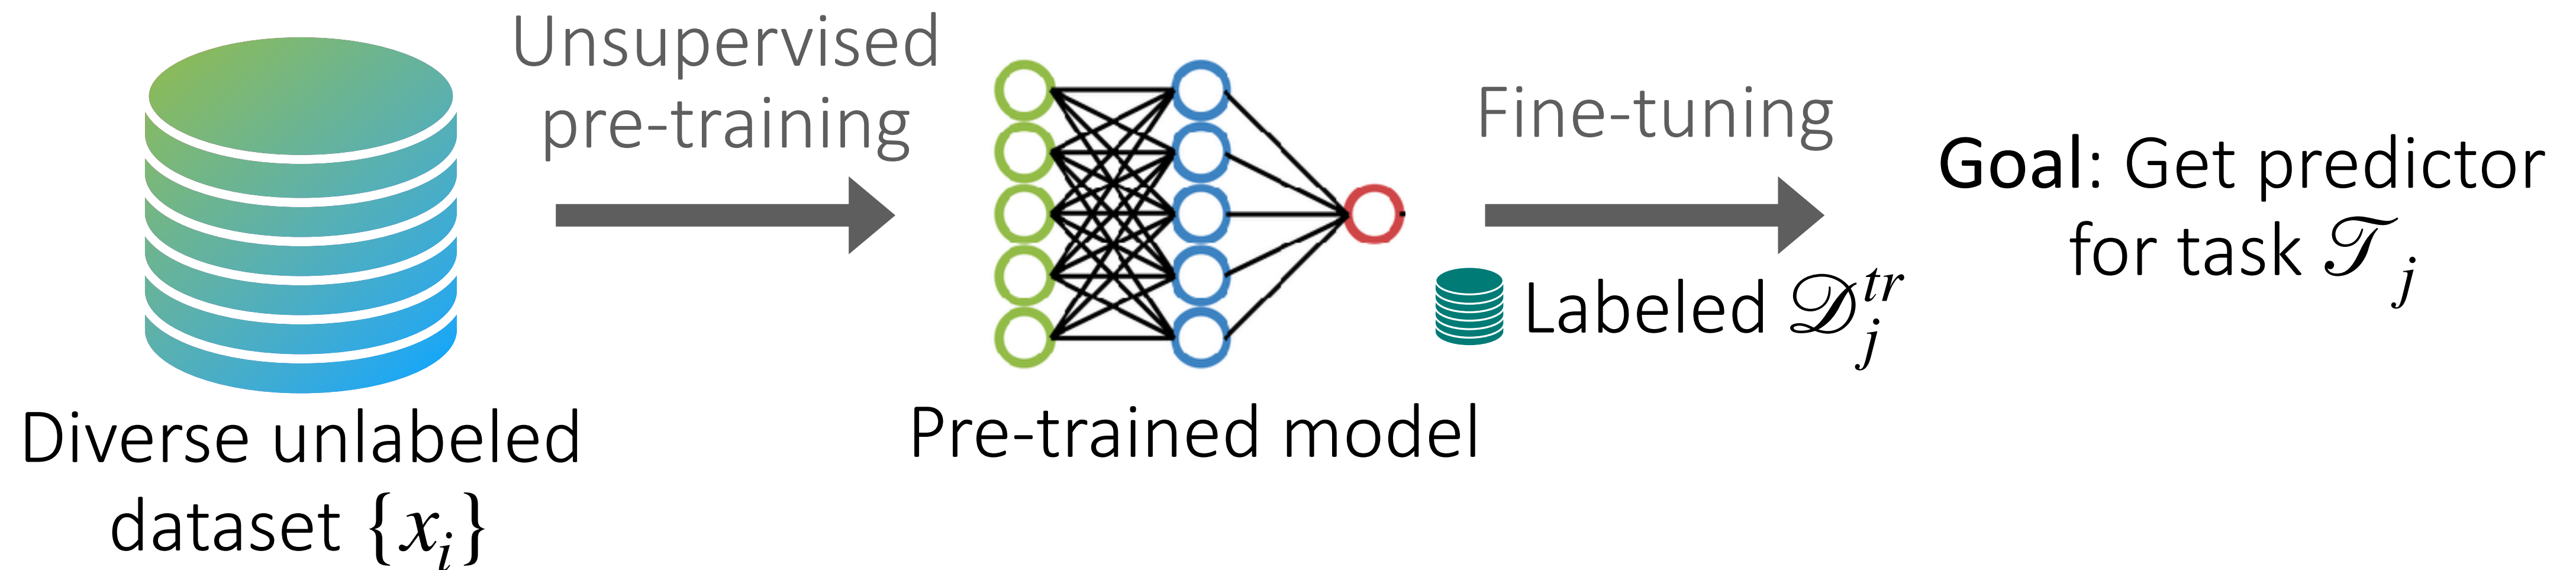 Unsupervised
pre-training
Diverse unlabeled
dataset {xᵢ}
Pre-trained model
Fine-tuning
Labeled 𝒟ⱼᵗʳ
Goal: Get predictor
for task 𝒯ⱼ